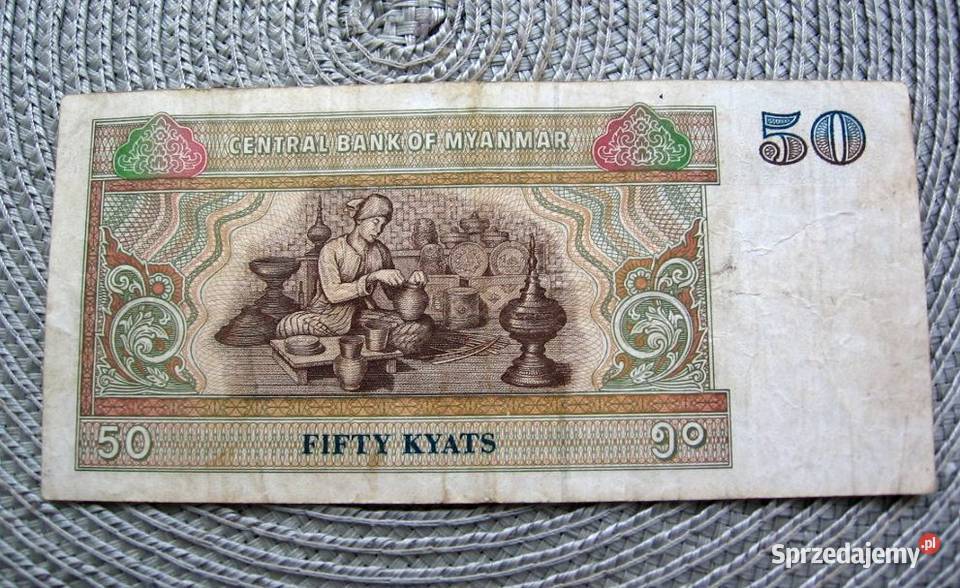 CENTRAL BANK OF MYANMAR
50
50
FIFTY KYATS
၅၀
Sprzedajemy.pl